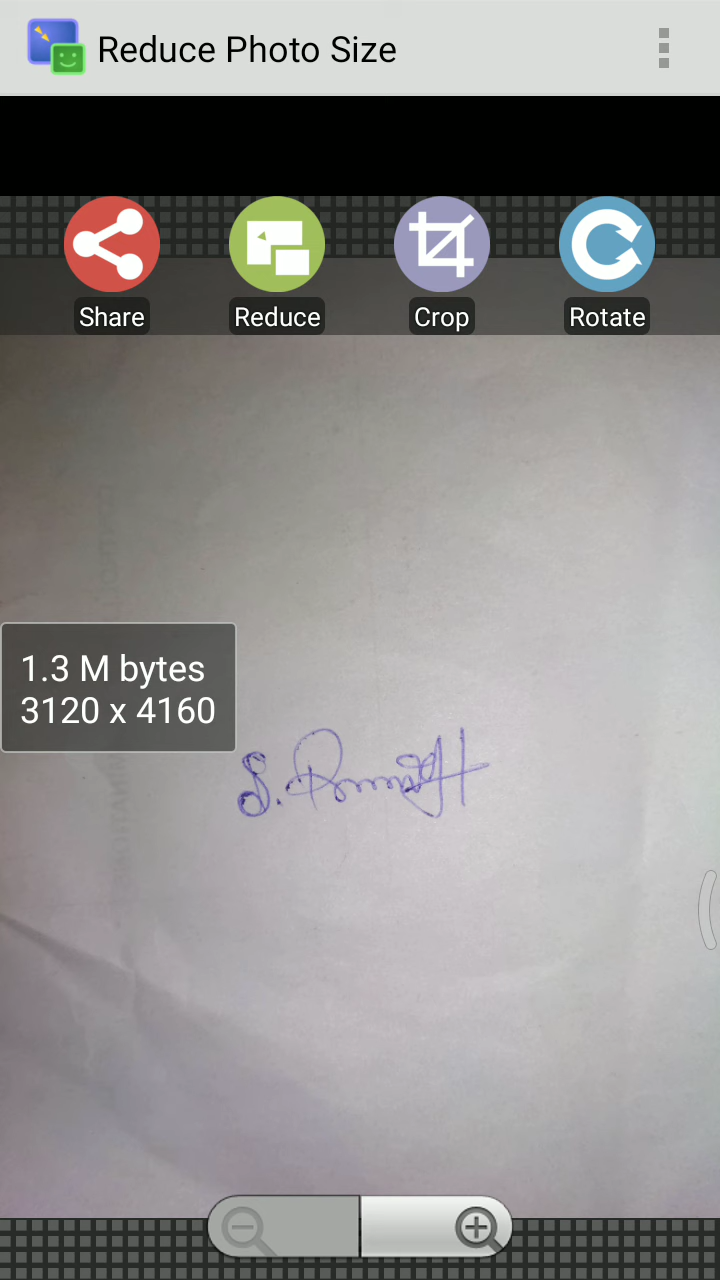 Reduce Photo Size
Share Reduce Crop Rotate
1.3 M bytes
3120 x 4160
S.